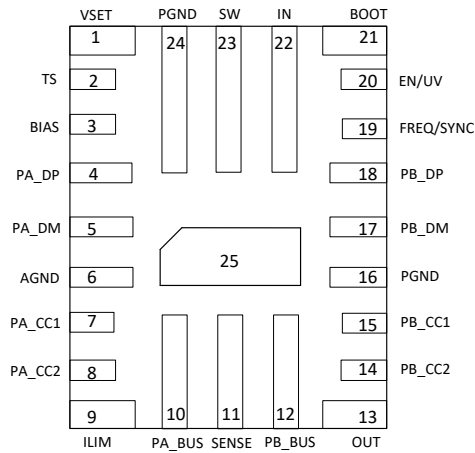 VSET PGND SW IN BOOT
1 24 23 22 21
TS 2 20 EN/UV
BIAS 3 19 FREQ/SYNC
PA_DP 4 18 PB_DP
PA_DM 5 17 PB_DM
25
AGND 6 16 PGND
PA_CC1 7 15 PB_CC1
PA_CC2 8 14 PB_CC2
9 10 11 12 13
ILIM PA_BUS SENSE PB_BUS OUT